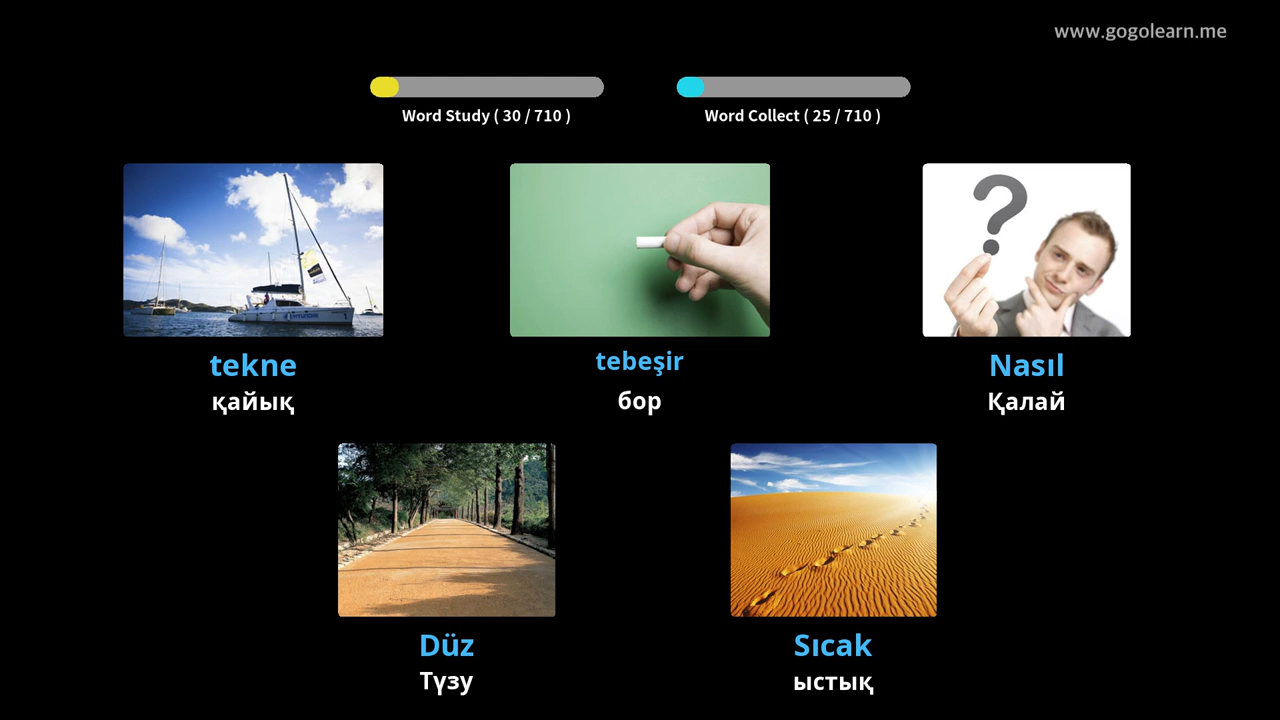 www.gogolearn.me
Word Study ( 30 / 710 )
Word Collect ( 25 / 710 )
tekne
қайық
tebeşir
бор
Nasıl
Қалай
Düz
Түзу
Sıcak
ыстық